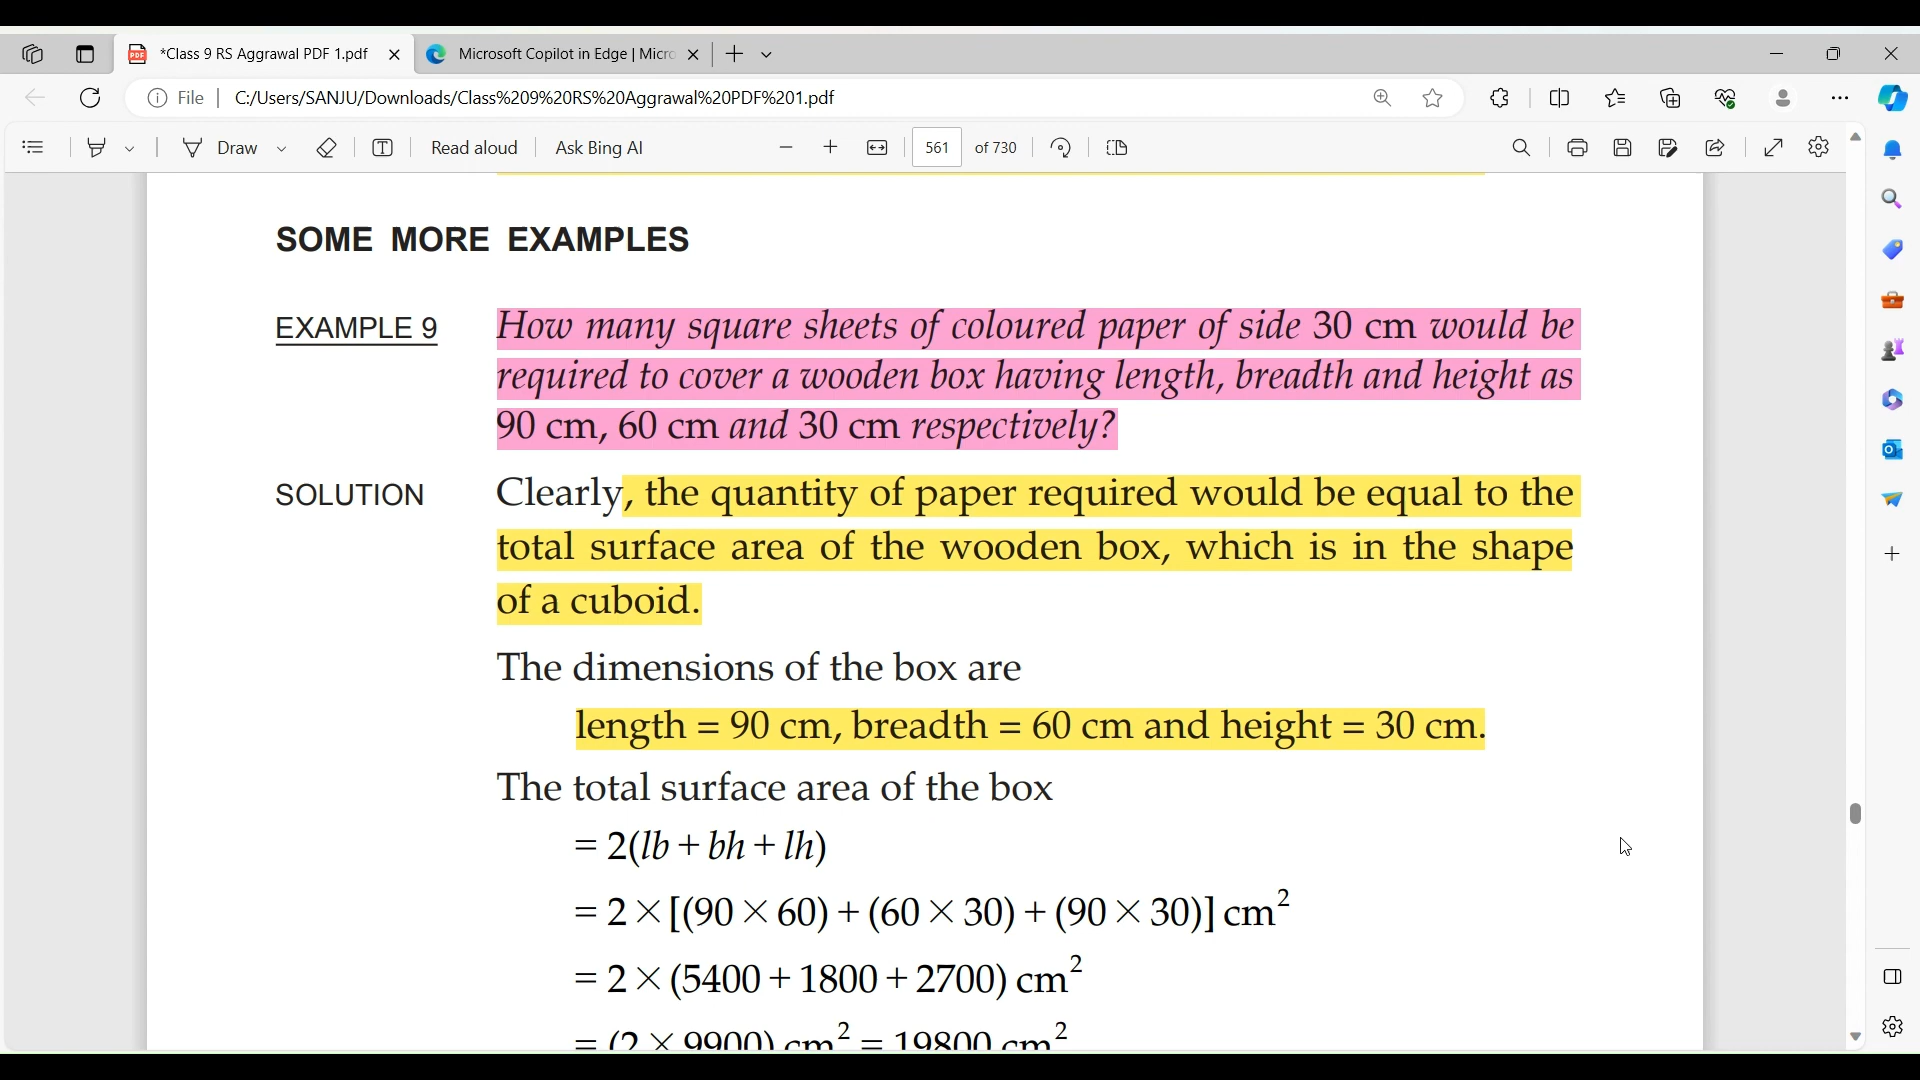 *Class 9 RS Aggrawal PDF 1.pdf
Microsoft Copilot in Edge | Micro
File | C:/Users/SANJU/Downloads/Class%209%20RS%20Aggrawal%20PDF%201.pdf
Draw
Read aloud
Ask Bing AI
561 of 730
SOME MORE EXAMPLES
EXAMPLE 9 How many square sheets of coloured paper of side 30 cm would be
required to cover a wooden box having length, breadth and height as
90 cm, 60 cm and 30 cm respectively?
SOLUTION Clearly, the quantity of paper required would be equal to the
total surface area of the wooden box, which is in the shape
of a cuboid.
The dimensions of the box are
length = 90 cm, breadth = 60 cm and height = 30 cm.
The total surface area of the box
= 2(lb + bh + lh)
= 2 × [(90 × 60) + (60 × 30) + (90 × 30)] cm²
= 2 × (5400 + 1800 + 2700) cm²
= (2 × 9900) cm² = 19800 cm²